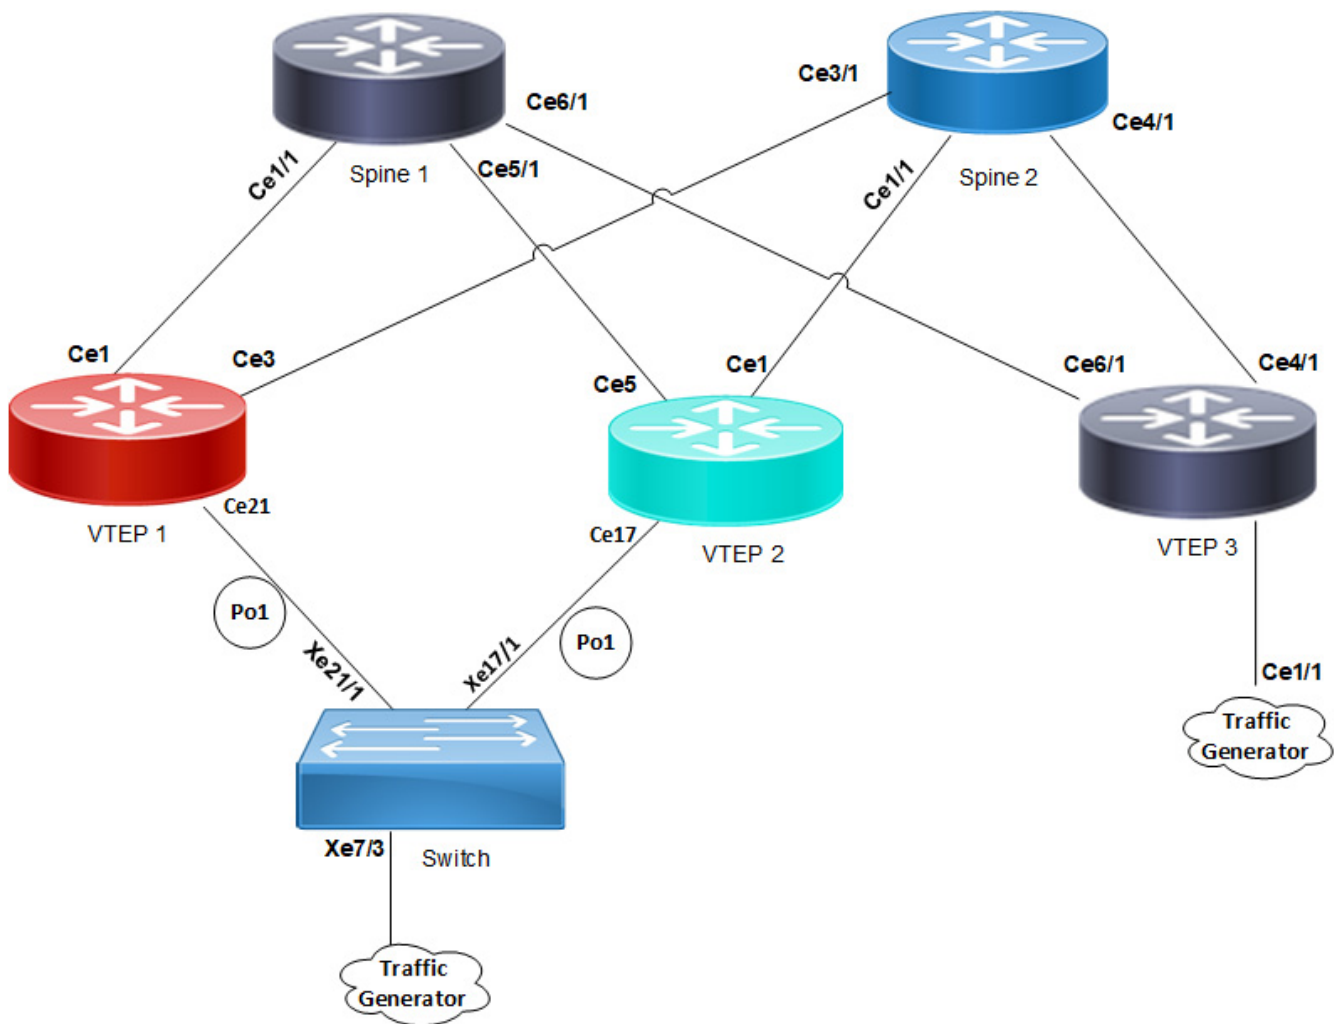 Ce3/1
Ce6/1
Ce4/1
Ce1/1
Spine 1
Ce5/1
Ce1/1
Spine 2
Ce1
Ce3
Ce5
Ce1
Ce6/1
Ce4/1
Ce21
VTEP 1
Ce17
VTEP 2
VTEP 3
Po1
Po1
Xe21/1
Xe17/1
Ce1/1
Traffic
Generator
Xe7/3
Switch
Traffic
Generator